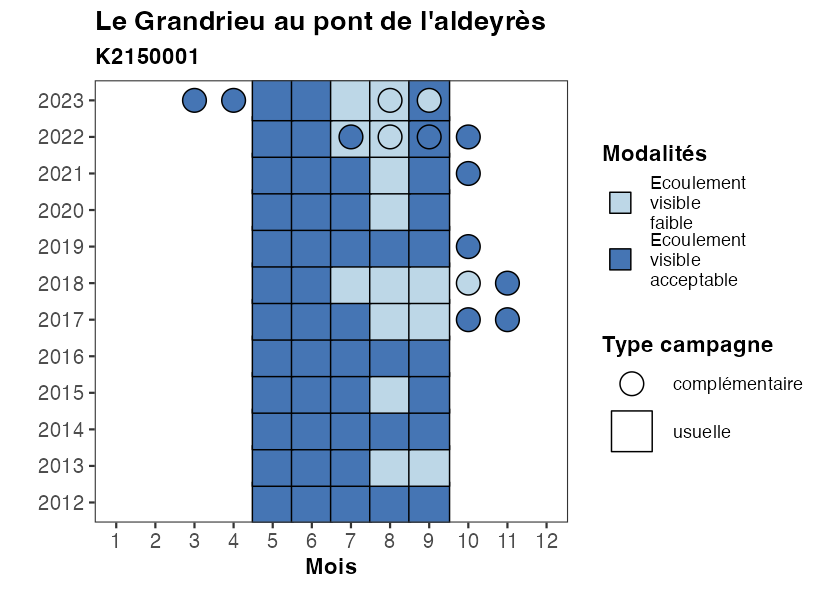 Le Grandrieu au pont de l'aldeyrès
K2150001
2023
2022
2021
2020
2019
2018
2017
2016
2015
2014
2013
2012
1 2 3 4 5 6 7 8 9 10 11 12
Mois
Modalités
Ecoulement
visible
faible
Ecoulement
visible
acceptable
Type campagne
complémentaire
usuelle